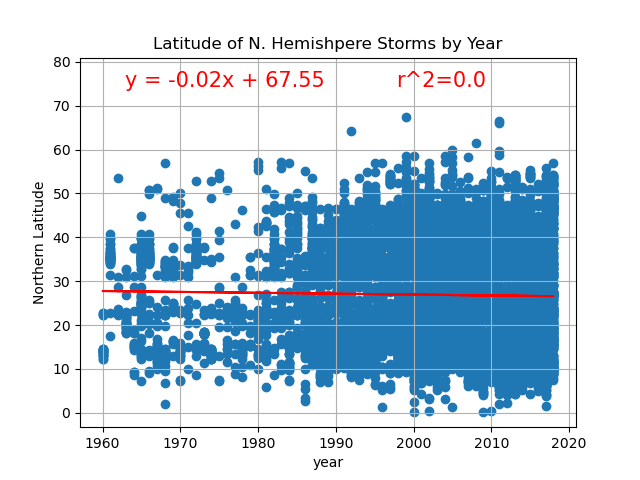 Latitude of N. Hemishpere Storms by Year
y = -0.02x + 67.55 r^2=0.0
80
70
60
50
40
30
20
10
0
Northern Latitude
1960 1970 1980 1990 2000 2010 2020
year